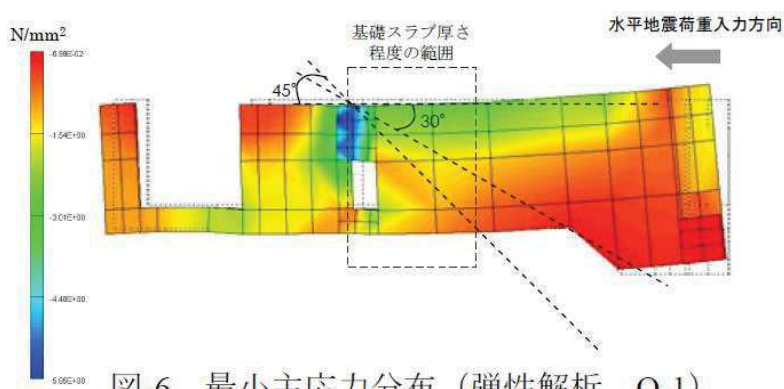 N/mm²
基礎スラブ厚さ
程度の範囲
水平地震荷重入力方向
45°
30°
-1.54E+00
-3.01E+00
-4.48E+00
図-6 最小主応力分布（弾性解析 O-1）